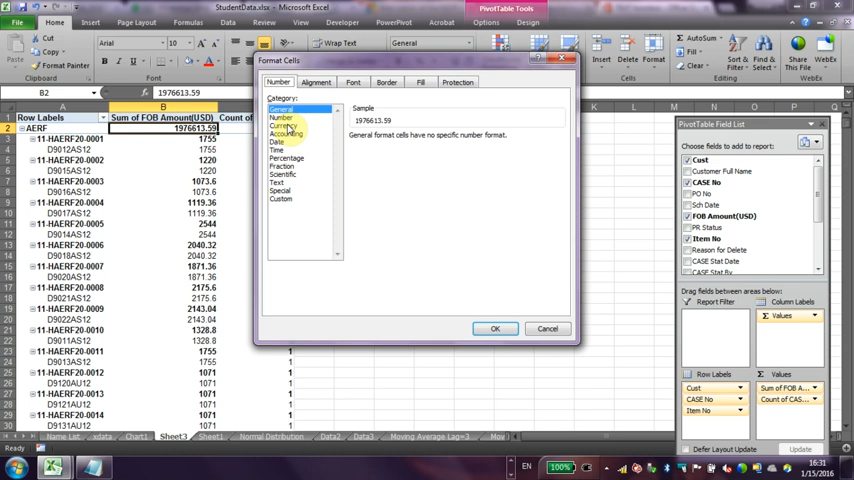 StudentData.xlsx - Microsoft Excel
PivotTable Tools
File
Home
Insert
Page Layout
Formulas
Data
Review
View
Developer
PowerPivot
Acrobat
Options
Design
Cut
Copy
Format Painter
Paste
Arial
10
B I U
Wrap Text
General
Insert
Delete
Format
AutoSum
Fill
Clear
Sort & Filter
Find & Select
Share WebEx
Cells
B2
1976613.59
A B K L M N
Row Labels Sum of FOB Amount(USD) Count of
AERF 1976613.59
11-HAERF20-0001 1755
D9012AS12 1755
11-HAERF20-0002 1220
D9015AS12 1220
11-HAERF20-0003 1073.6
D9016AS12 1073.6
11-HAERF20-0004 1119.36
D9017AS12 1119.36
11-HAERF20-0005 2544
D9014AS12 2544
11-HAERF20-0006 2040.32
D9018AS12 2040.32
11-HAERF20-0007 1871.36
D9020AS12 1871.36
11-HAERF20-0008 2175.6
D9021AS12 2175.6
11-HAERF20-0009 2143.04
D9022AS12 2143.04
11-HAERF20-0010 1328.8
D9011AS12 1328.8
11-HAERF20-0011 1755 1
D9013AS12 1755 1
11-HAERF20-0012 1071 1
D9120AU12 1071 1
11-HAERF20-0013 1071 1
D9121AU12 1071 1
11-HAERF20-0014 1071 1
D9131AU12 1071 1
Format Cells
Number
Alignment
Font
Border
Fill
Protection
Category:
General
Number
Currency
Accounting
Date
Time
Percentage
Fraction
Scientific
Text
Special
Custom
Sample
1976613.59
General format cells have no specific number format.
OK
Cancel
PivotTable Field List
Choose fields to add to report:
Cust
Customer Full Name
CASE No
PO No
Sch Date
FOB Amount(USD)
PR Status
Item No
Reason for Delete
CASE Stat Date
CASE Stat By
Drag fields between areas below:
Report Filter
Column Labels
Σ Values
Row Labels
Σ Values
Cust
CASE No
Item No
Sum of FOB A...
Count of CAS...
Defer Layout Update
Update
Name List
xdata
Chart1
Sheet3
Sheet1
Normal Distribution
Data2
Data3
Moving Average Lag=3
Mov
Ready
EN
100%
16:31
1/15/2016